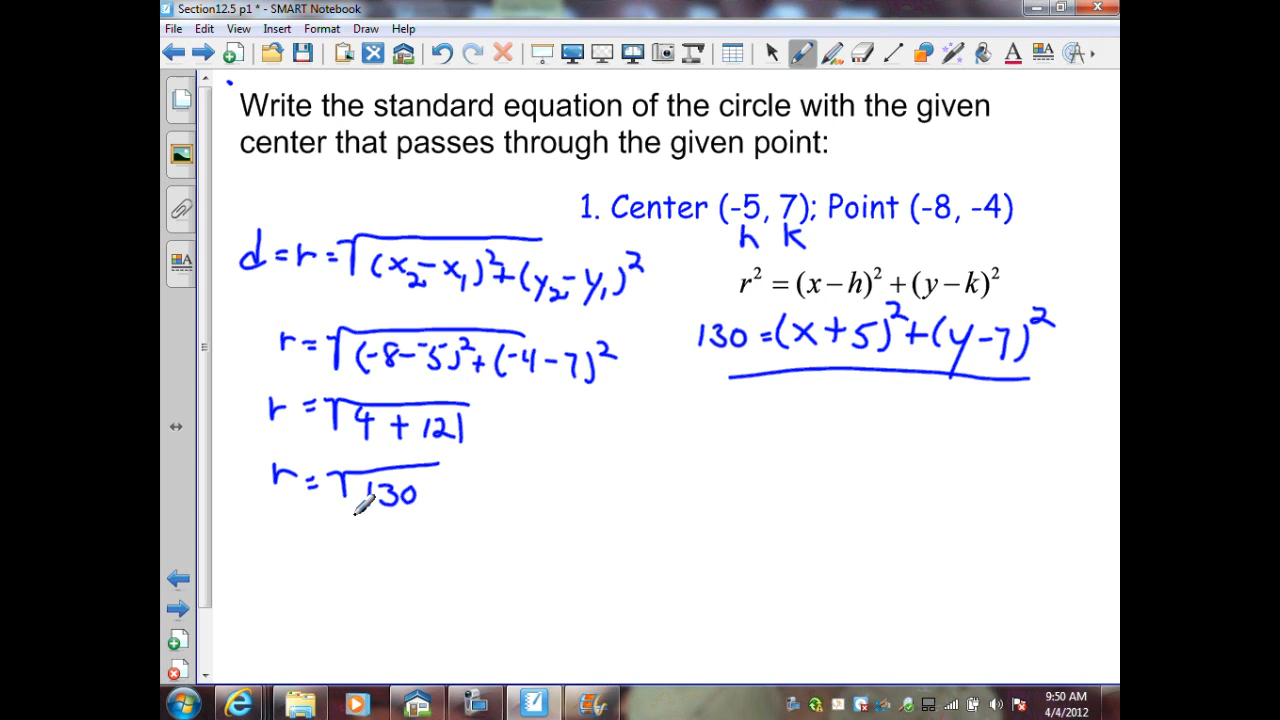 Section12.5 p1 * - SMART Notebook
File Edit View Insert Format Draw Help
Write the standard equation of the circle with the given
center that passes through the given point:
1. Center (-5, 7); Point (-8, -4)
h k
d = r = √(x₂ - x₁)² + (y₂ - y₁)²
r² = (x − h)² + (y − k)²
r = √(-8 - -5)² + (-4 - 7)²
130 = (x + 5)² + (y - 7)²
r = √4 + 121
r = √130
9:50 AM
4/4/2012